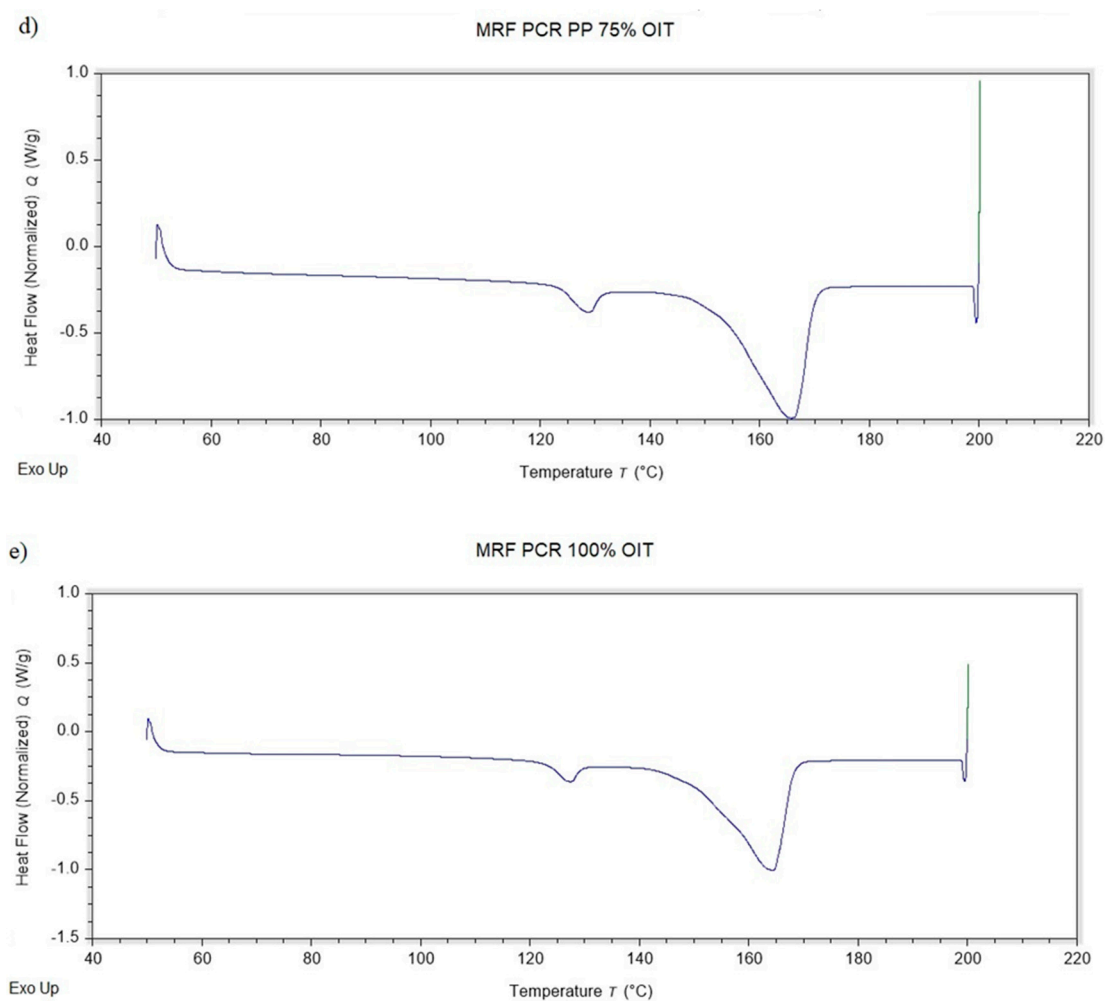 d)
MRF PCR PP 75% OIT
Heat Flow (Normalized) Q (W/g)
1.0
0.5
0.0
-0.5
-1.0
40 60 80 100 120 140 160 180 200 220
Exo Up
Temperature T (°C)
e)
MRF PCR 100% OIT
Heat Flow (Normalized) Q (W/g)
1.0
0.5
0.0
-0.5
-1.0
-1.5
40 60 80 100 120 140 160 180 200 220
Exo Up
Temperature T (°C)